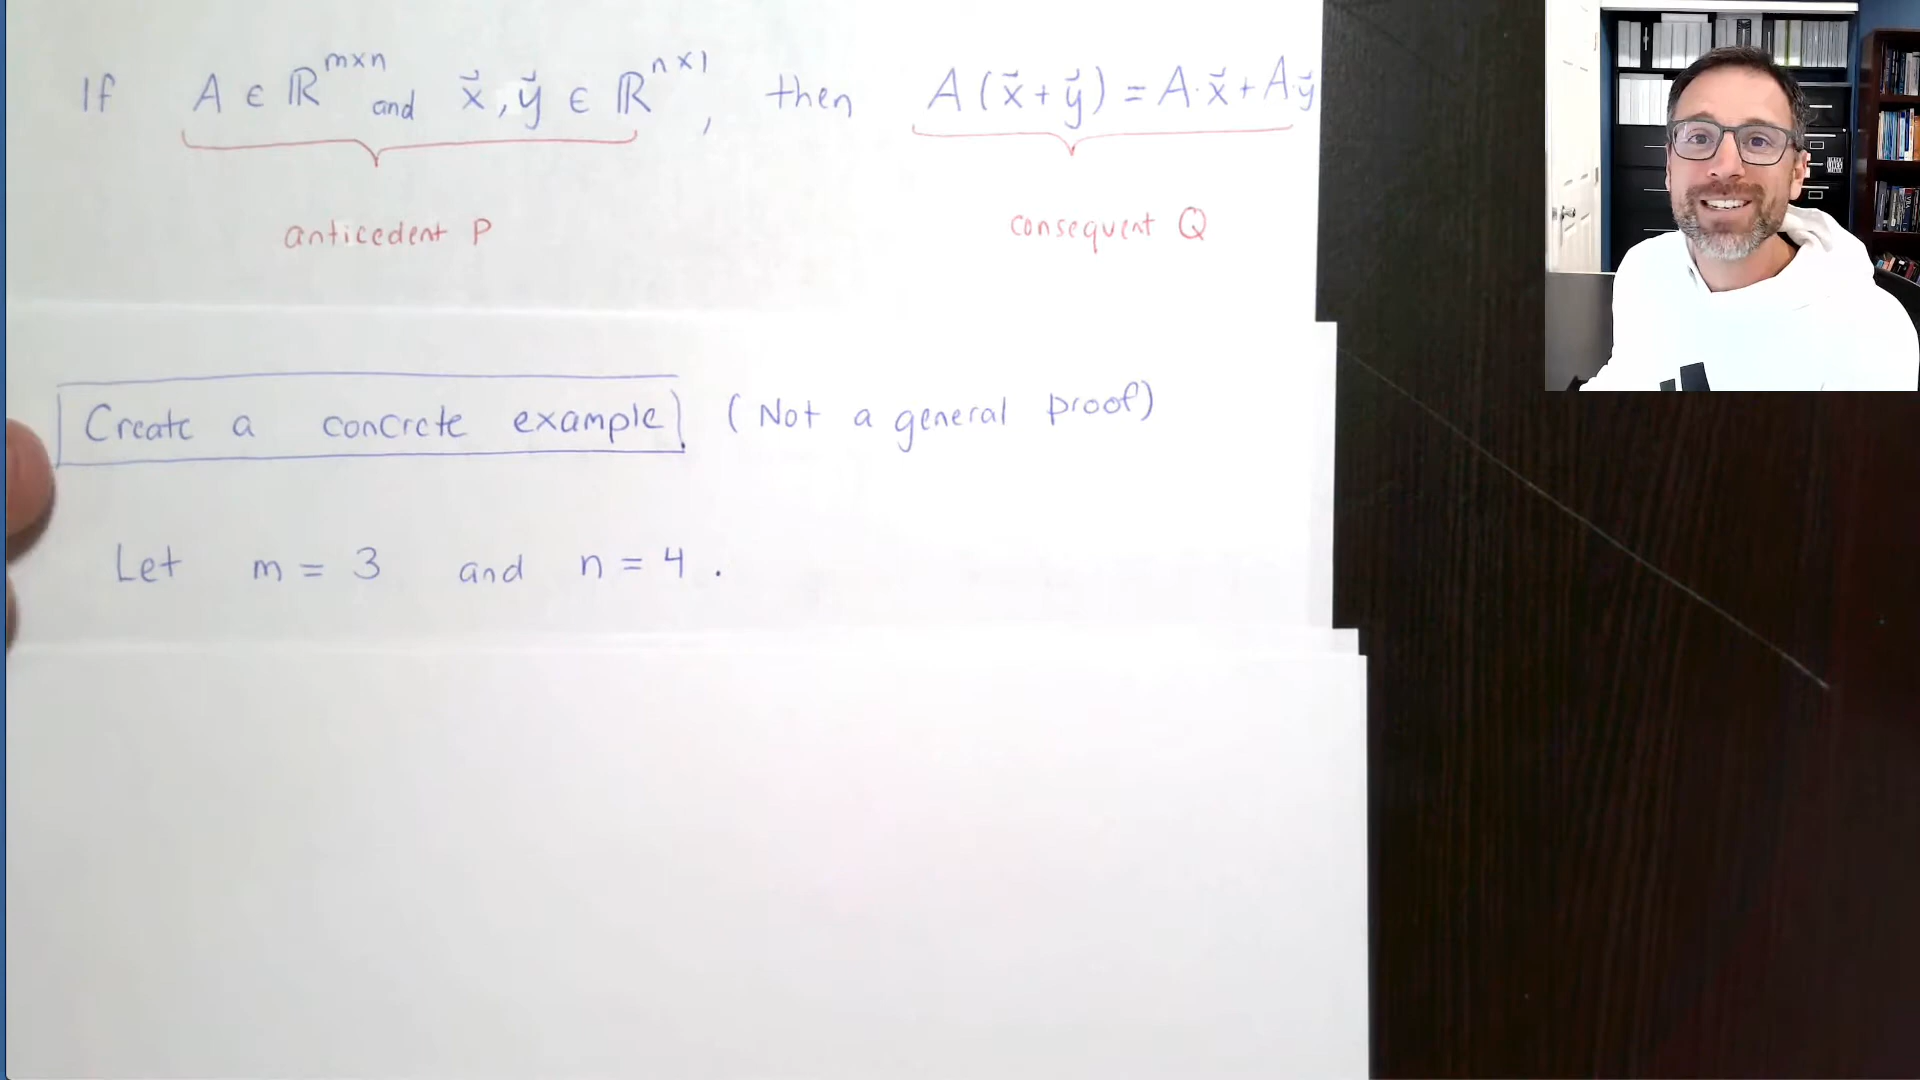 If A ∈ ℝ^{m×n} and x⃗, y⃗ ∈ ℝ^{n×1}, then A(x⃗+y⃗) = A·x⃗+A·y⃗
anticedent P
consequent Q
Create a concrete example (Not a general proof)
Let m = 3 and n = 4.